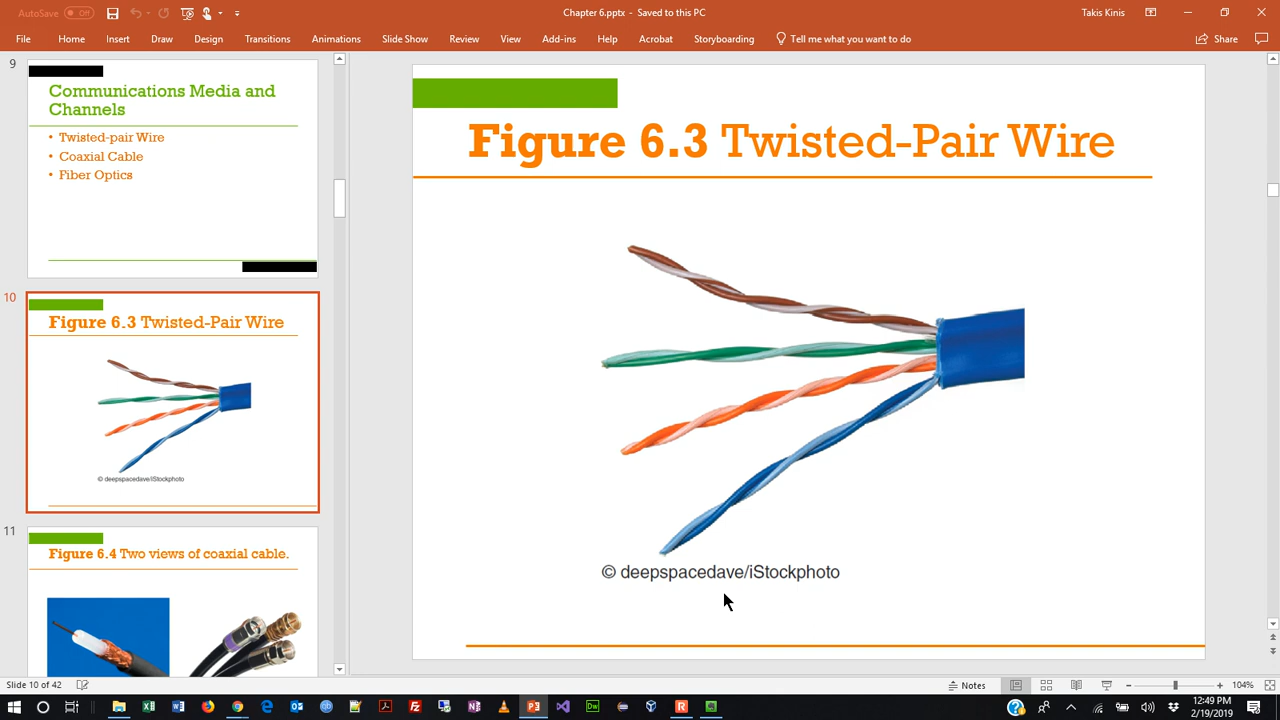 AutoSave Off
Chapter 6.pptx - Saved to this PC
Takis Kinis
File Home Insert Draw Design Transitions Animations Slide Show Review View Add-ins Help Acrobat Storyboarding Tell me what you want to do Share
9
Communications Media and
Channels
• Twisted-pair Wire
• Coaxial Cable
• Fiber Optics
10
Figure 6.3 Twisted-Pair Wire
© deepspacedave/iStockphoto
11
Figure 6.4 Two views of coaxial cable.
Figure 6.3 Twisted-Pair Wire
© deepspacedave/iStockphoto
Slide 10 of 42
Notes
104%
12:49 PM
2/19/2019